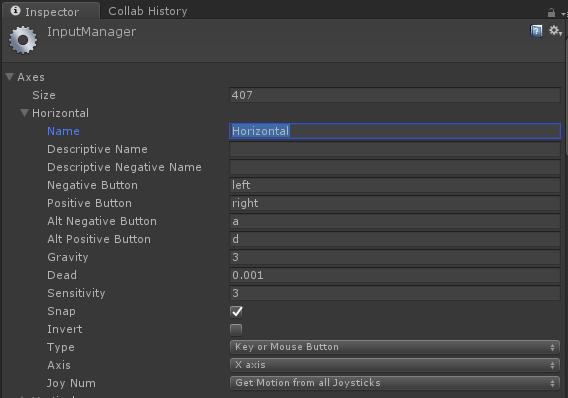 Inspector Collab History
InputManager
Axes
Size 407
Horizontal
Name Horizontal
Descriptive Name
Descriptive Negative Name
Negative Button left
Positive Button right
Alt Negative Button a
Alt Positive Button d
Gravity 3
Dead 0.001
Sensitivity 3
Snap
Invert
Type Key or Mouse Button
Axis X axis
Joy Num Get Motion from all Joysticks